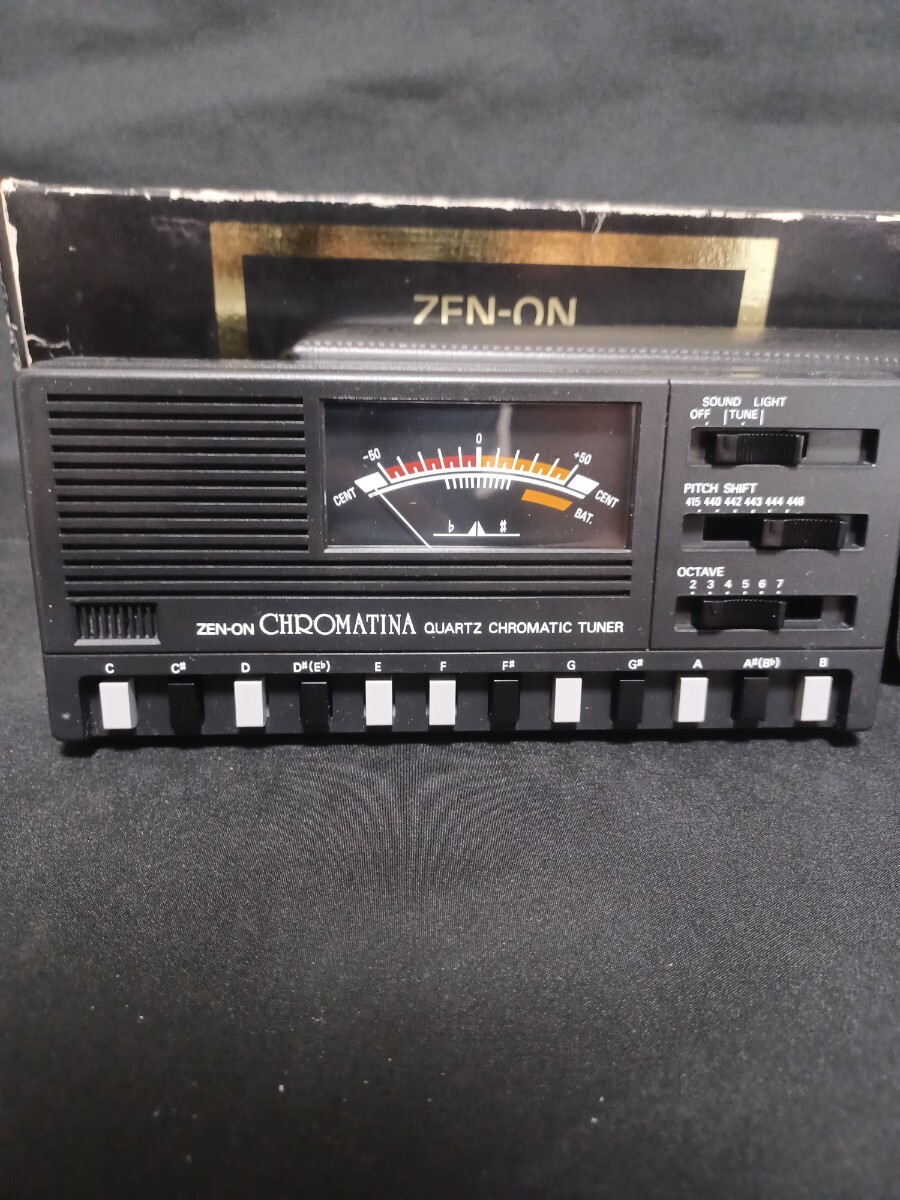 ZEN-ON
-50 0 +50
CENT CENT
BAT.
♭ ♯
SOUND LIGHT
OFF TUNE
PITCH SHIFT
415 440 442 443 444 446
OCTAVE
2 3 4 5 6 7
ZEN-ON CHROMATINA QUARTZ CHROMATIC TUNER
C C♯ D D♯(E♭) E F F♯ G G♯ A A♯(B♭) B